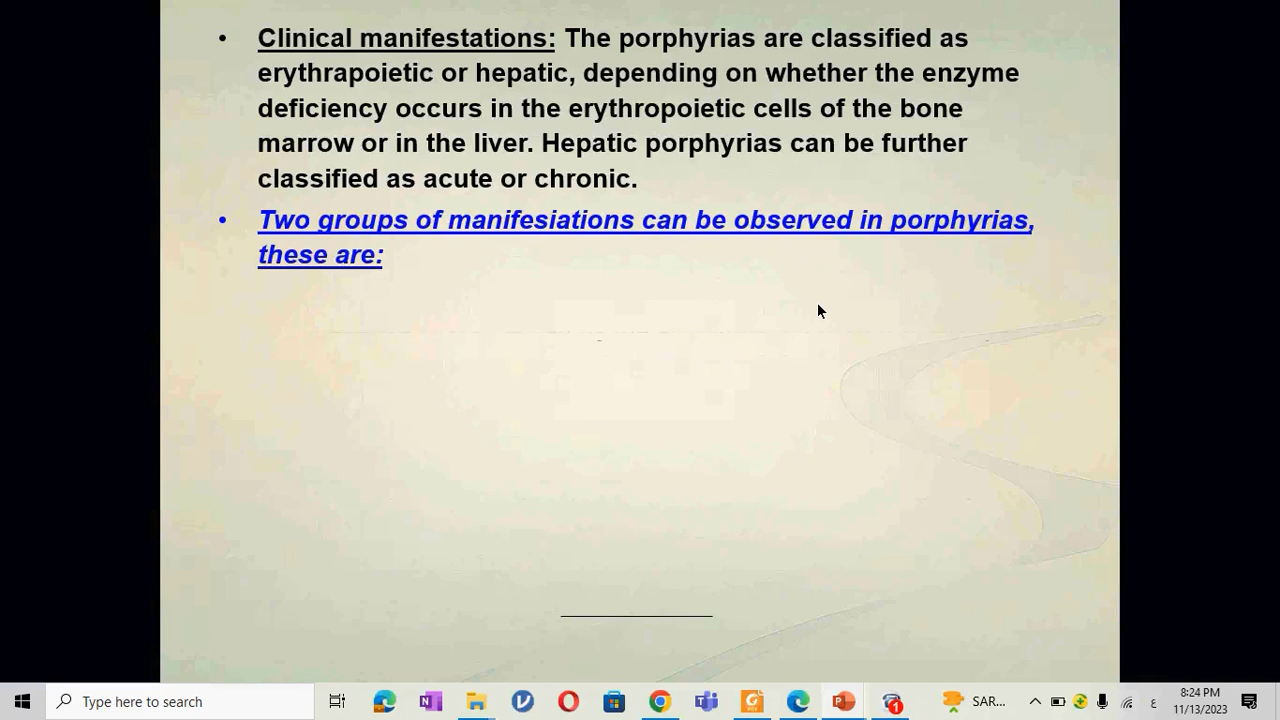 • Clinical manifestations: The porphyrias are classified as
erythrapoietic or hepatic, depending on whether the enzyme
deficiency occurs in the erythropoietic cells of the bone
marrow or in the liver. Hepatic porphyrias can be further
classified as acute or chronic.
• Two groups of manifesiations can be observed in porphyrias,
these are:
Type here to search
SAR...
ع
8:24 PM
11/13/2023
1